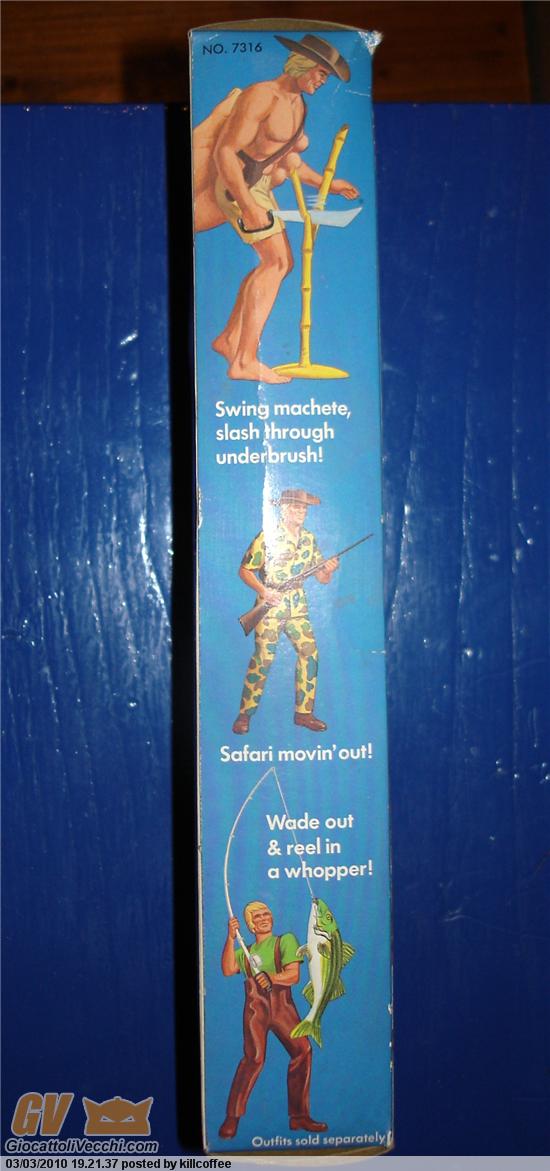 NO. 7316
Swing machete,
slash through
underbrush!
Safari movin' out!
Wade out
& reel in
a whopper!
Outfits sold separately
GV
GiocattoliVecchi.com
03/03/2010 19.21.37 posted by killcoffee